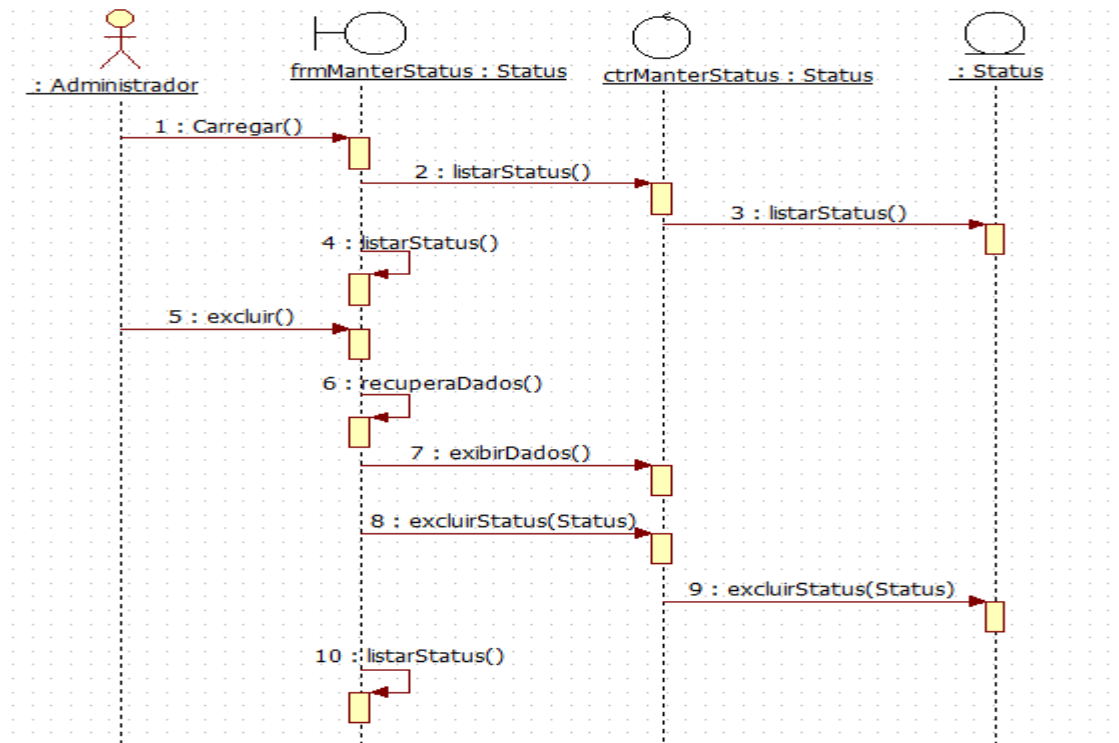 : Administrador
frmManterStatus : Status
ctrManterStatus : Status
: Status
1 : Carregar()
2 : listarStatus()
3 : listarStatus()
4 : listarStatus()
5 : excluir()
6 : recuperaDados()
7 : exibirDados()
8 : excluirStatus(Status)
9 : excluirStatus(Status)
10 : listarStatus()